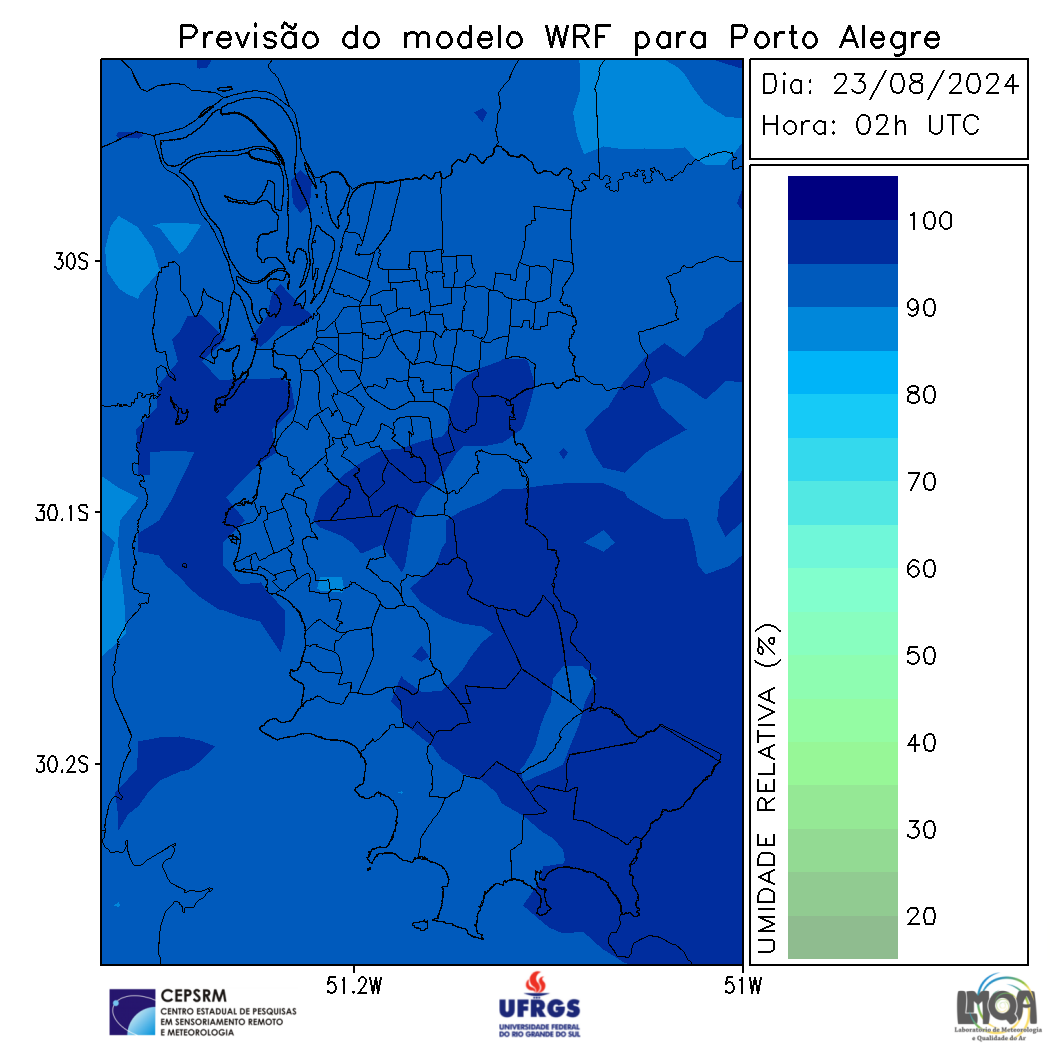 Previsão do modelo WRF para Porto Alegre
Dia: 23/08/2024
Hora: 02h UTC
100
90
80
70
60
50
40
30
20
UMIDADE RELATIVA (%)
30S
30.1S
30.2S
51.2W
51W
CEPSRM
CENTRO ESTADUAL DE PESQUISAS
EM SENSORIAMENTO REMOTO
E METEOROLOGIA
UFRGS
UNIVERSIDADE FEDERAL
DO RIO GRANDE DO SUL
LMQA
Laboratório de Meteorologia
e Qualidade do Ar